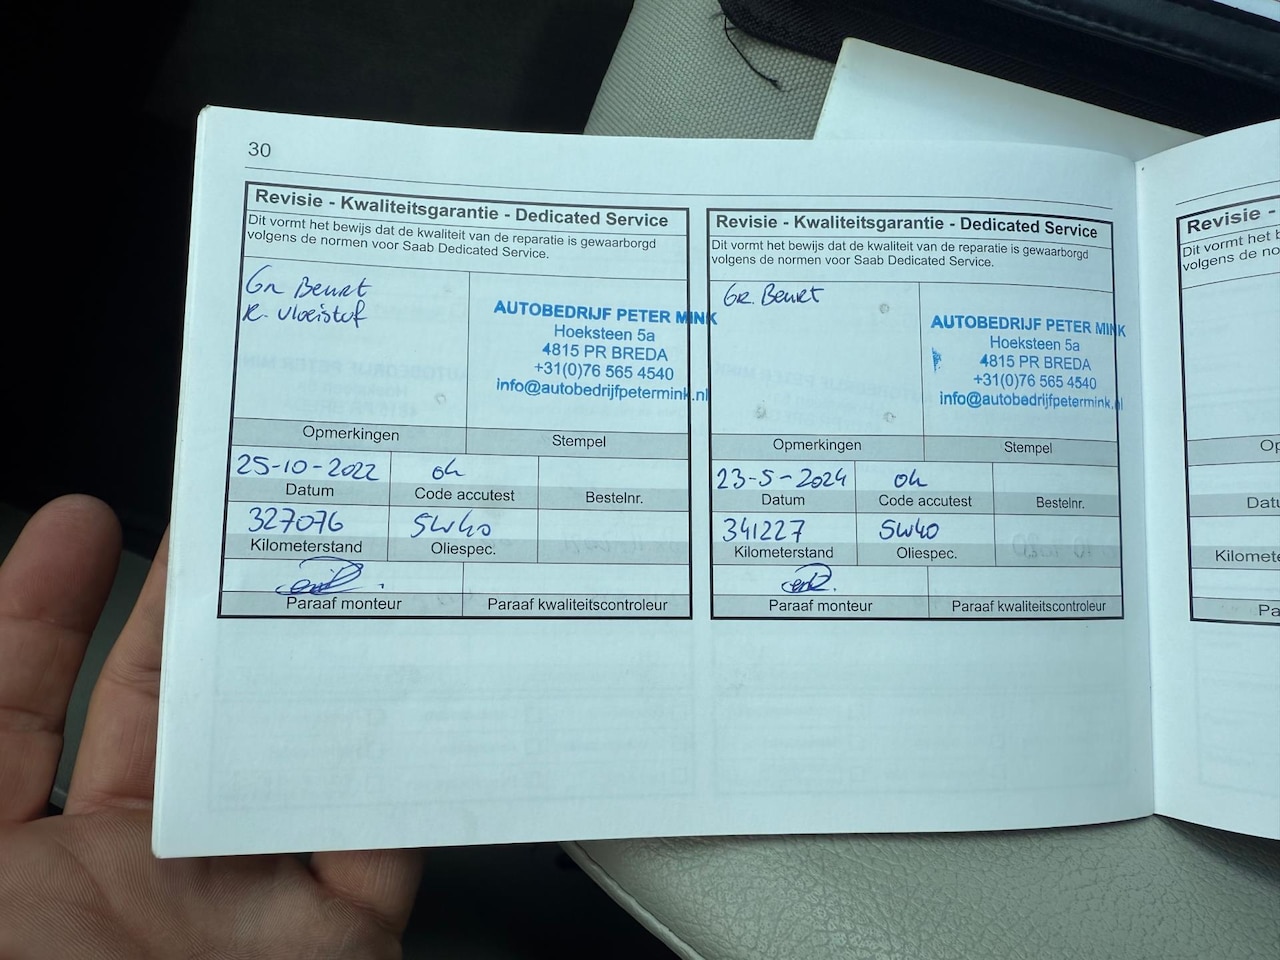 30
Revisie - Kwaliteitsgarantie - Dedicated Service
Dit vormt het bewijs dat de kwaliteit van de reparatie is gewaarborgd
volgens de normen voor Saab Dedicated Service.
Gr Beurt
R. vloeistof
AUTOBEDRIJF PETER MINK
Hoeksteen 5a
4815 PR BREDA
+31(0)76 565 4540
info@autobedrijfpetermink.nl
Opmerkingen
Stempel
25-10-2022
ok
Datum
Code accutest
Bestelnr.
327076
5W40
Kilometerstand
Oliespec.
Paraaf monteur
Paraaf kwaliteitscontroleur
Revisie - Kwaliteitsgarantie - Dedicated Service
Dit vormt het bewijs dat de kwaliteit van de reparatie is gewaarborgd
volgens de normen voor Saab Dedicated Service.
Gr. Beurt
AUTOBEDRIJF PETER MINK
Hoeksteen 5a
4815 PR BREDA
+31(0)76 565 4540
info@autobedrijfpetermink.nl
Opmerkingen
Stempel
23-5-2024
ok
Datum
Code accutest
Bestelnr.
341227
5W40
Kilometerstand
Oliespec.
Paraaf monteur
Paraaf kwaliteitscontroleur
Revisie -
Dit vormt het
volgens de